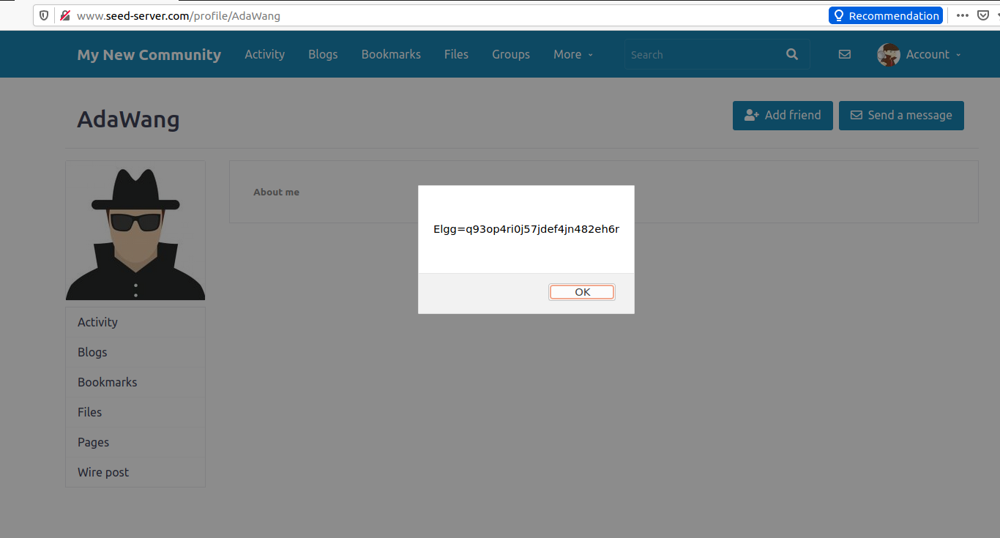 www.seed-server.com/profile/AdaWang Recommendation
My New Community Activity Blogs Bookmarks Files Groups More Search Account
AdaWang Add friend Send a message
About me
Elgg=q93op4ri0j57jdef4jn482eh6r
OK
Activity
Blogs
Bookmarks
Files
Pages
Wire post